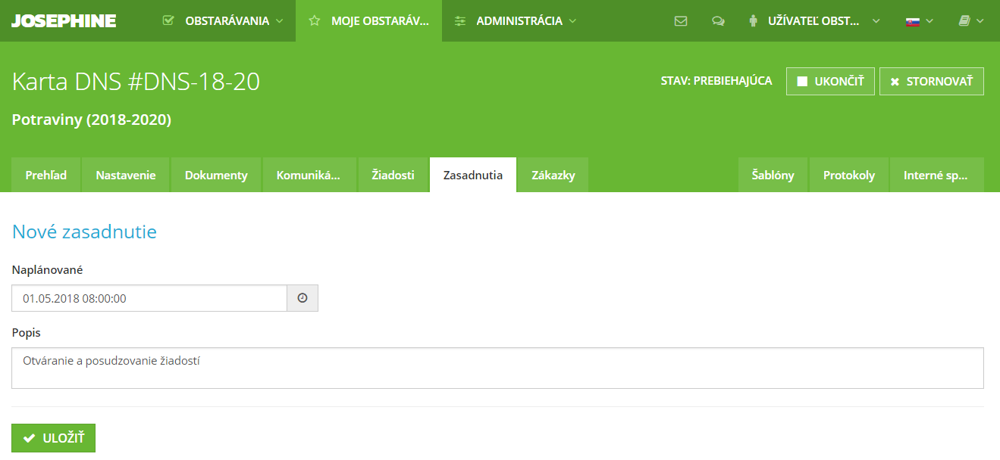 JOSEPHINE OBSTARÁVANIA MOJE OBSTARÁV... ADMINISTRÁCIA UŽÍVATEĽ OBST...
Karta DNS #DNS-18-20 STAV: PREBIEHAJÚCA UKONČIŤ STORNOVAŤ
Potraviny (2018-2020)
Prehľad Nastavenie Dokumenty Komuniká... Žiadosti Zasadnutia Zákazky Šablóny Protokoly Interné sp...
Nové zasadnutie
Naplánované
01.05.2018 08:00:00
Popis
Otváranie a posudzovanie žiadostí
ULOŽIŤ